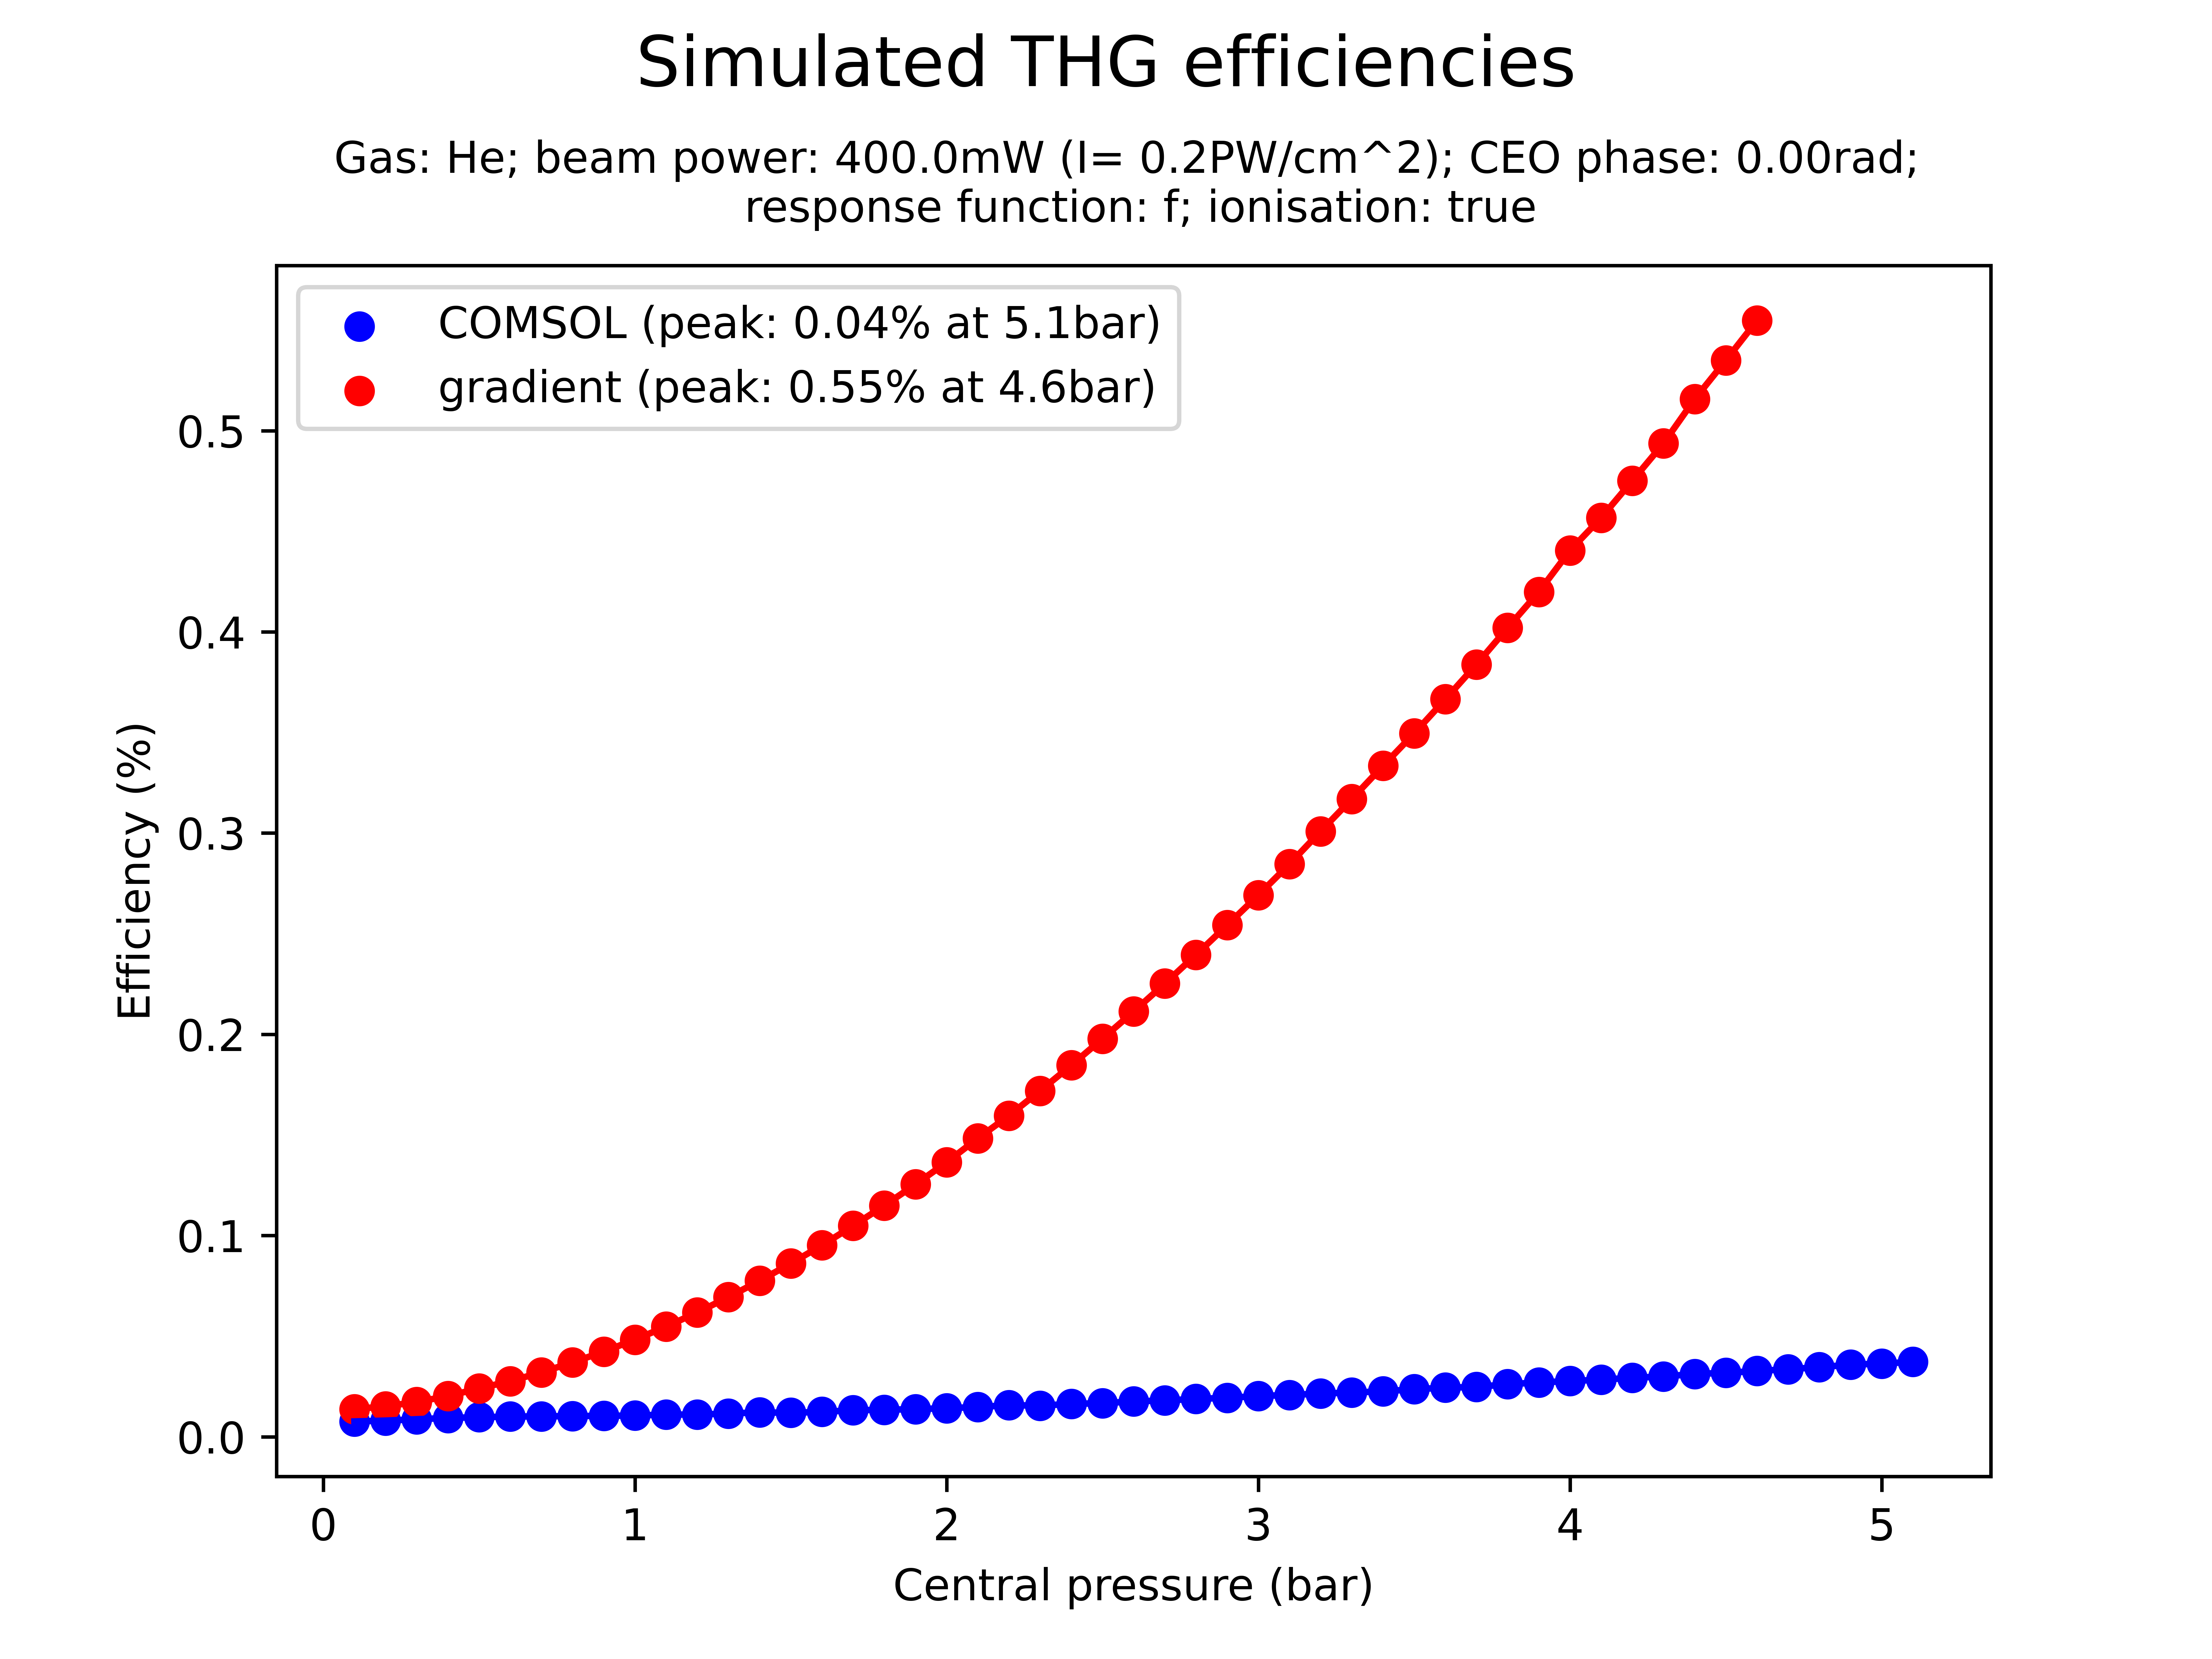 Simulated THG efficiencies
Gas: He; beam power: 400.0mW (I= 0.2PW/cm^2); CEO phase: 0.00rad;
response function: f; ionisation: true
COMSOL (peak: 0.04% at 5.1bar)
gradient (peak: 0.55% at 4.6bar)
Efficiency (%)
0.5
0.4
0.3
0.2
0.1
0.0
0 1 2 3 4 5
Central pressure (bar)